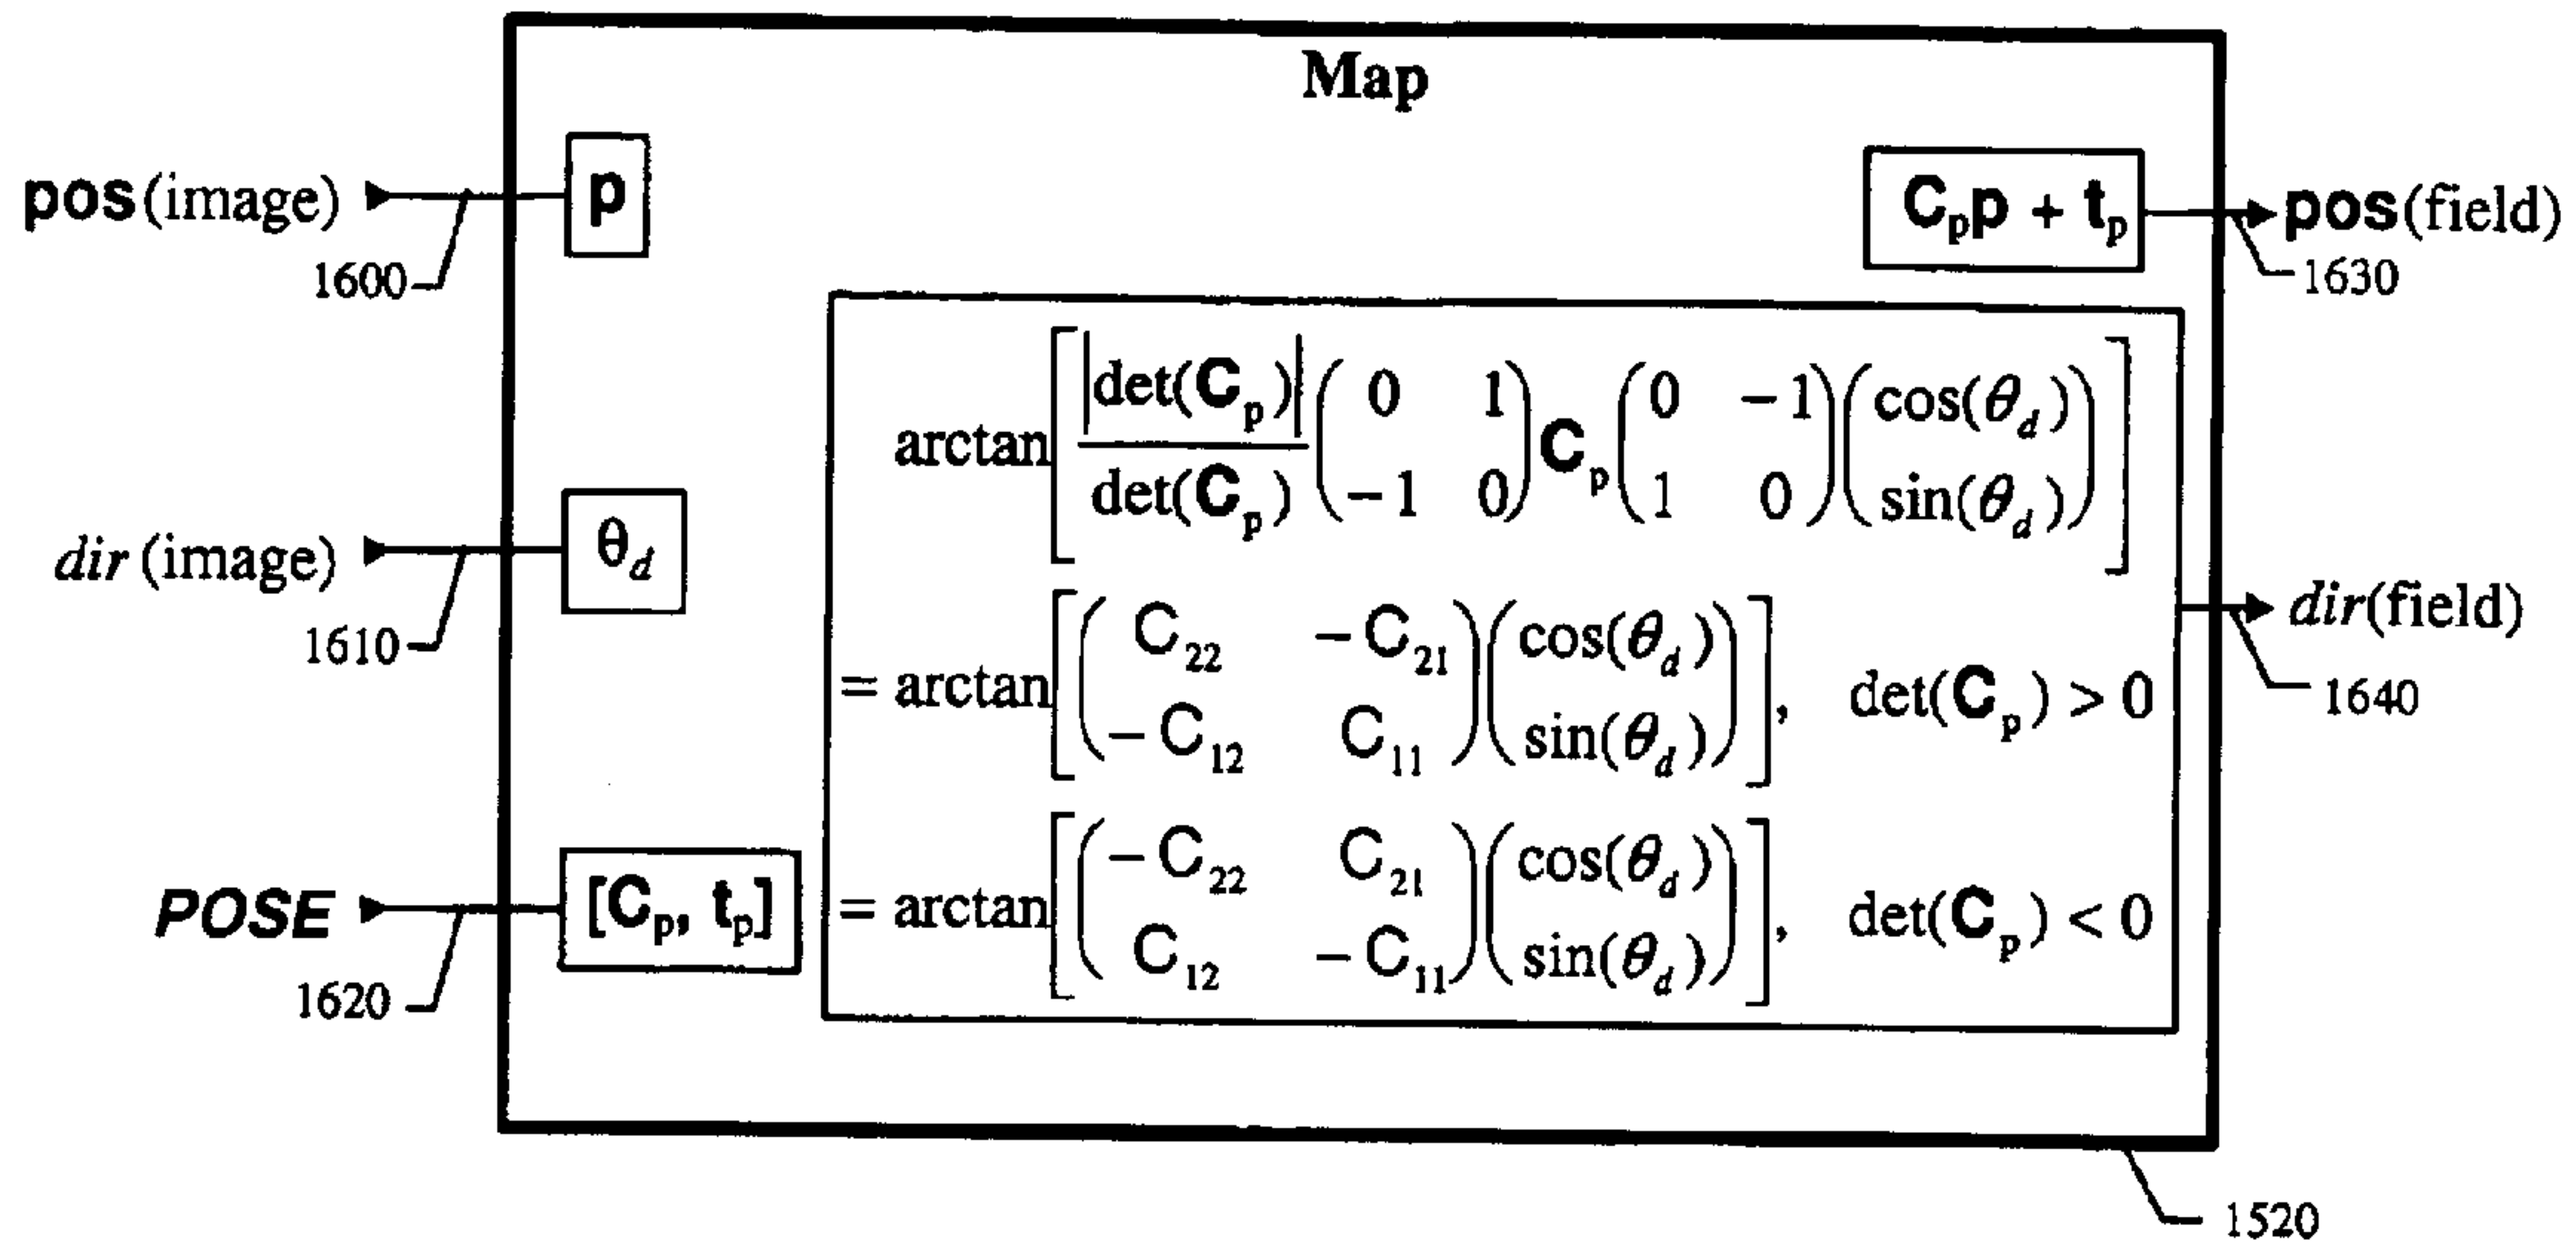 Map
pos(image)
1600
p
C_p p + t_p
pos(field)
1630
arctan[ |det(C_p)| / det(C_p) ( 0 1 ; −1 0 ) C_p ( 0 −1 ; 1 0 ) ( cos(θ_d) ; sin(θ_d) ) ]
dir (image)
1610
θ_d
= arctan[ ( C_22 −C_21 ; −C_12 C_11 ) ( cos(θ_d) ; sin(θ_d) ) ], det(C_p) > 0
dir(field)
1640
POSE
1620
[C_p, t_p]
= arctan[ ( −C_22 C_21 ; C_12 −C_11 ) ( cos(θ_d) ; sin(θ_d) ) ], det(C_p) < 0
1520